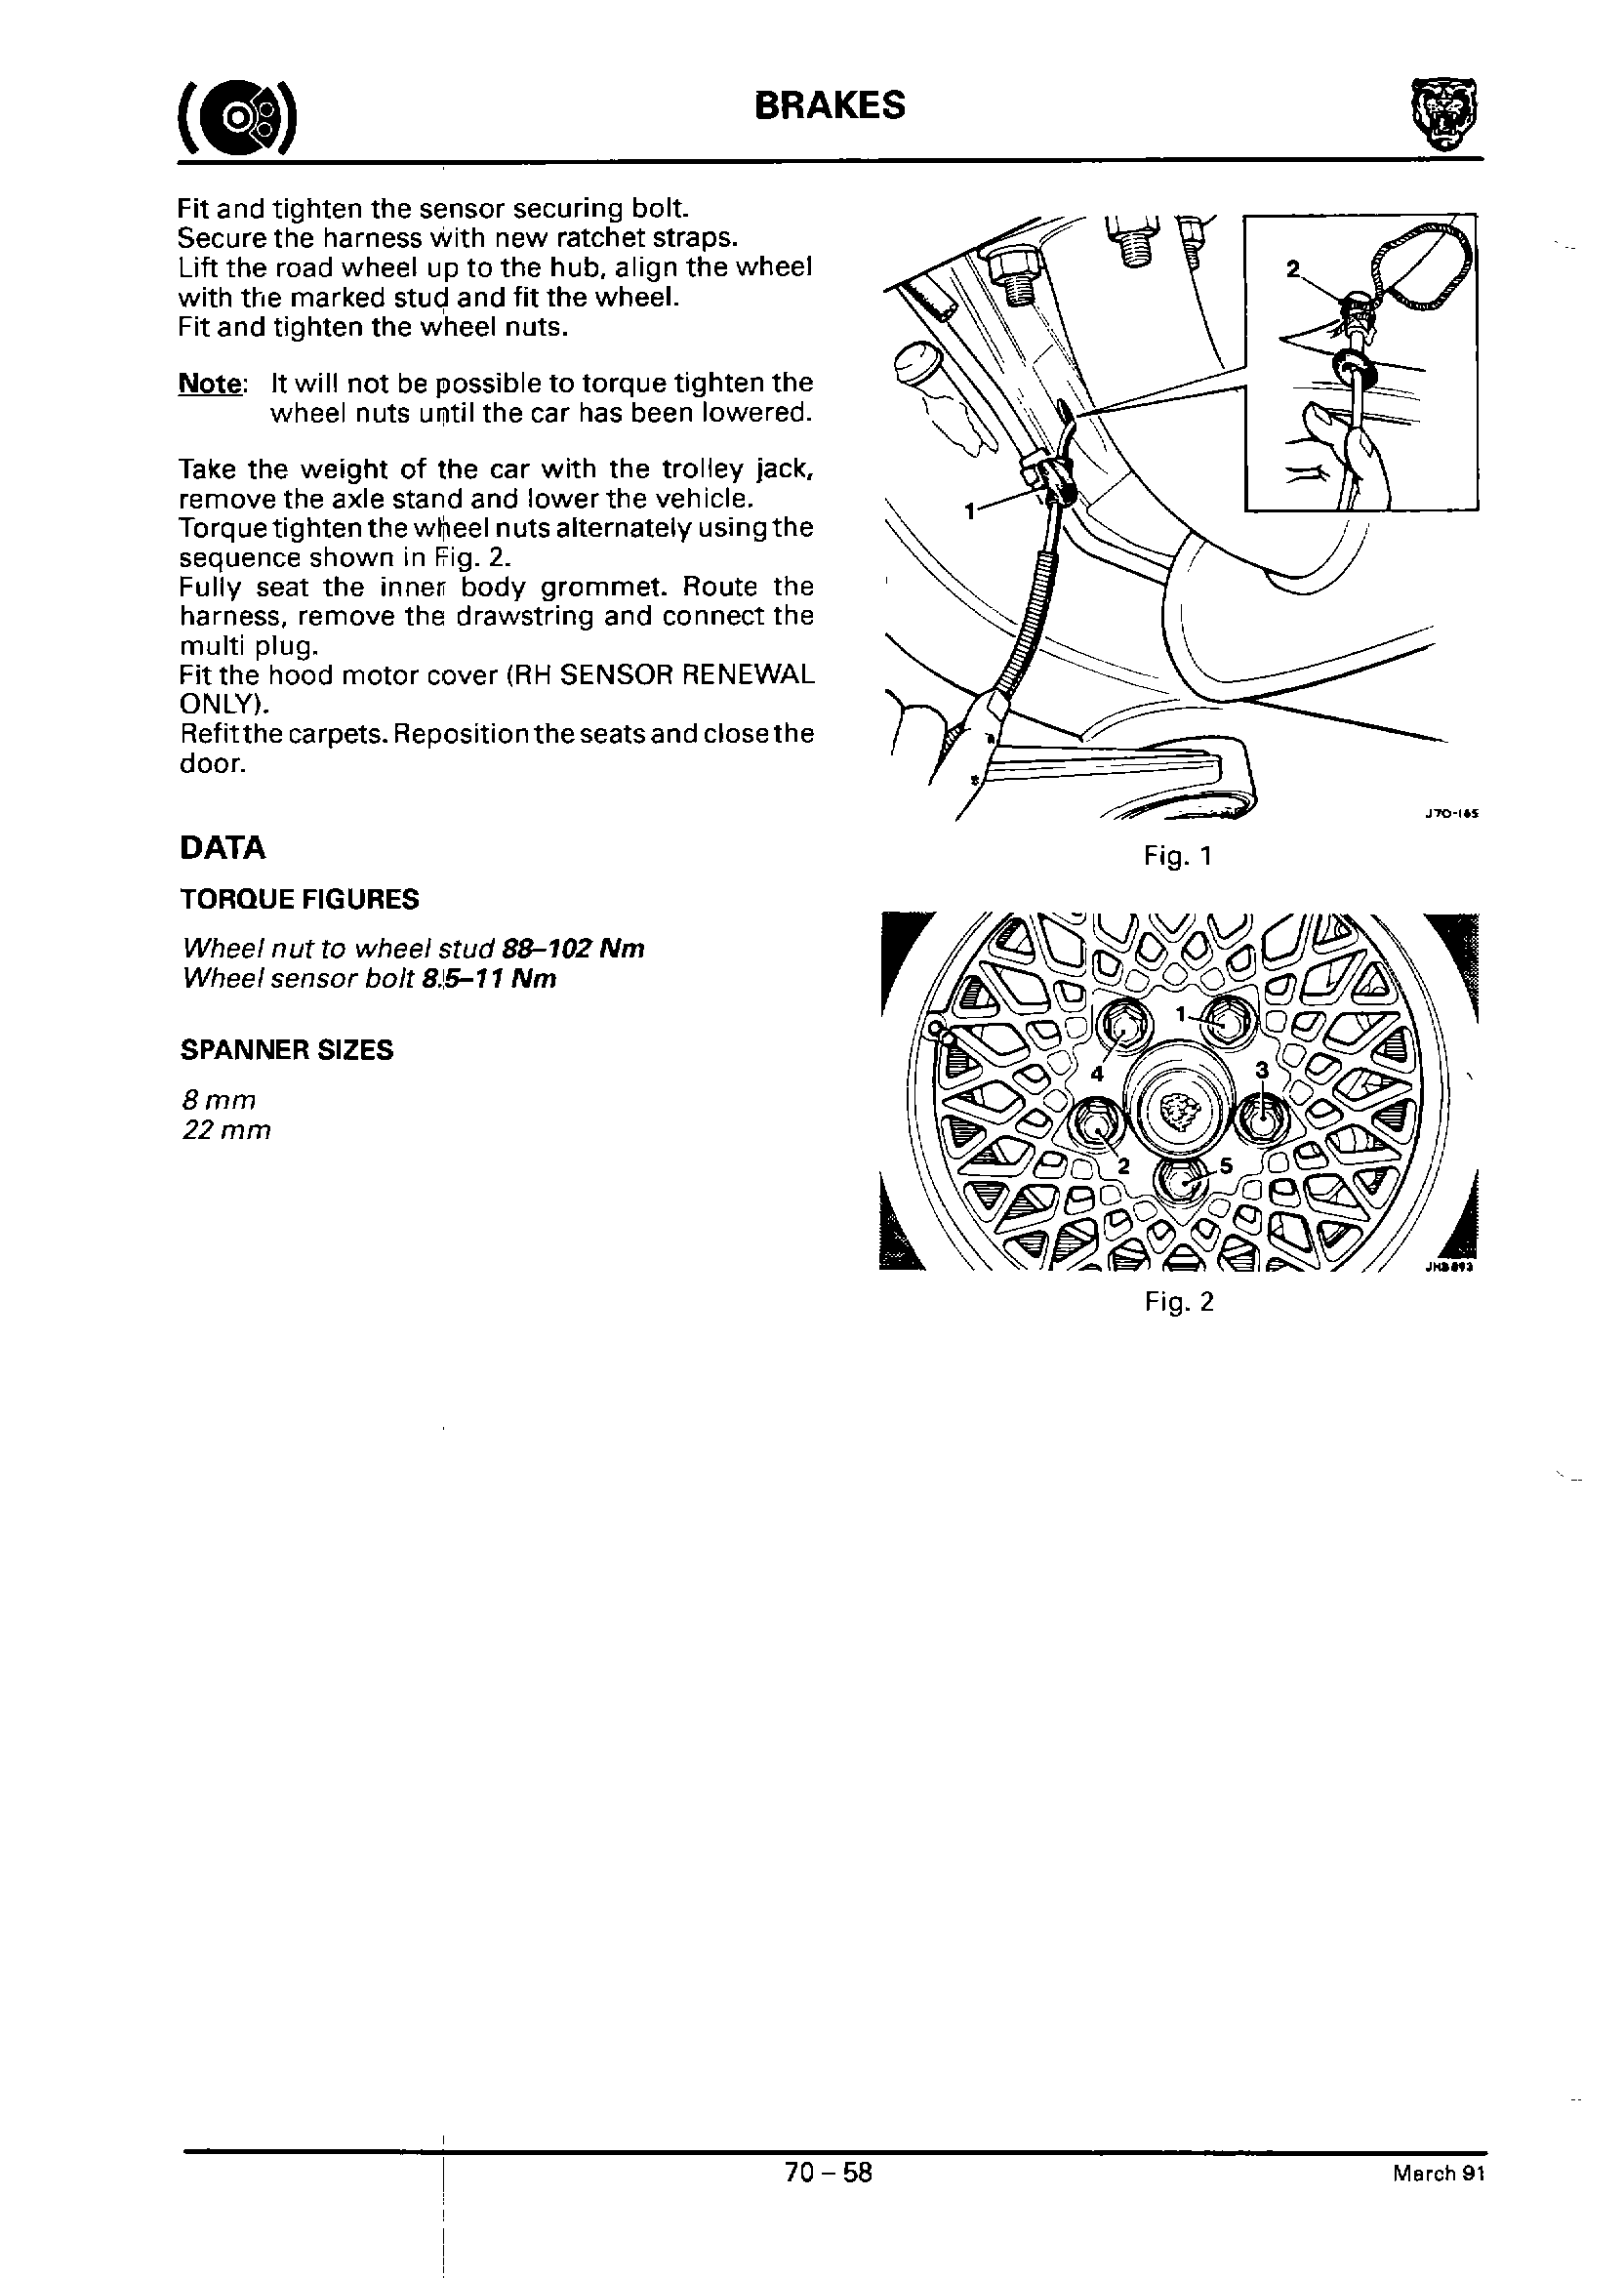 BRAKES
Fit and tighten the sensor securing bolt.
Secure the harness with new ratchet straps.
Lift the road wheel up to the hub, align the wheel
with the marked stud and fit the wheel.
Fit and tighten the wheel nuts.
Note: It will not be possible to torque tighten the
wheel nuts until the car has been lowered.
Take the weight of the car with the trolley jack,
remove the axle stand and lower the vehicle.
Torque tighten the wheel nuts alternately using the
sequence shown in Fig. 2.
Fully seat the inner body grommet. Route the
harness, remove the drawstring and connect the
multi plug.
Fit the hood motor cover (RH SENSOR RENEWAL
ONLY).
Refit the carpets. Reposition the seats and close the
door.
DATA
TORQUE FIGURES
Wheel nut to wheel stud 88–102 Nm
Wheel sensor bolt 8.5–11 Nm
SPANNER SIZES
8 mm
22 mm
2
1
J70-165
Fig. 1
1
4
3
2
5
Fig. 2
70 – 58
March 91